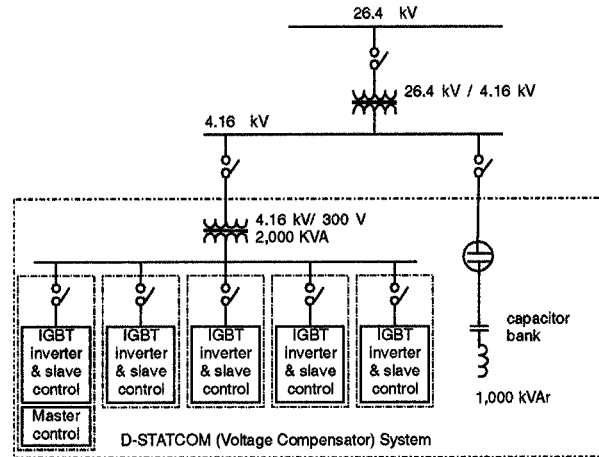 26.4 kV
26.4 kV / 4.16 kV
4.16 kV
4.16 kV/ 300 V
2,000 KVA
capacitor
bank
1,000 kVAr
IGBT
inverter
& slave
control
IGBT
inverter
& slave
control
IGBT
inverter
& slave
control
IGBT
inverter
& slave
control
IGBT
inverter
& slave
control
Master
control
D-STATCOM (Voltage Compensator) System